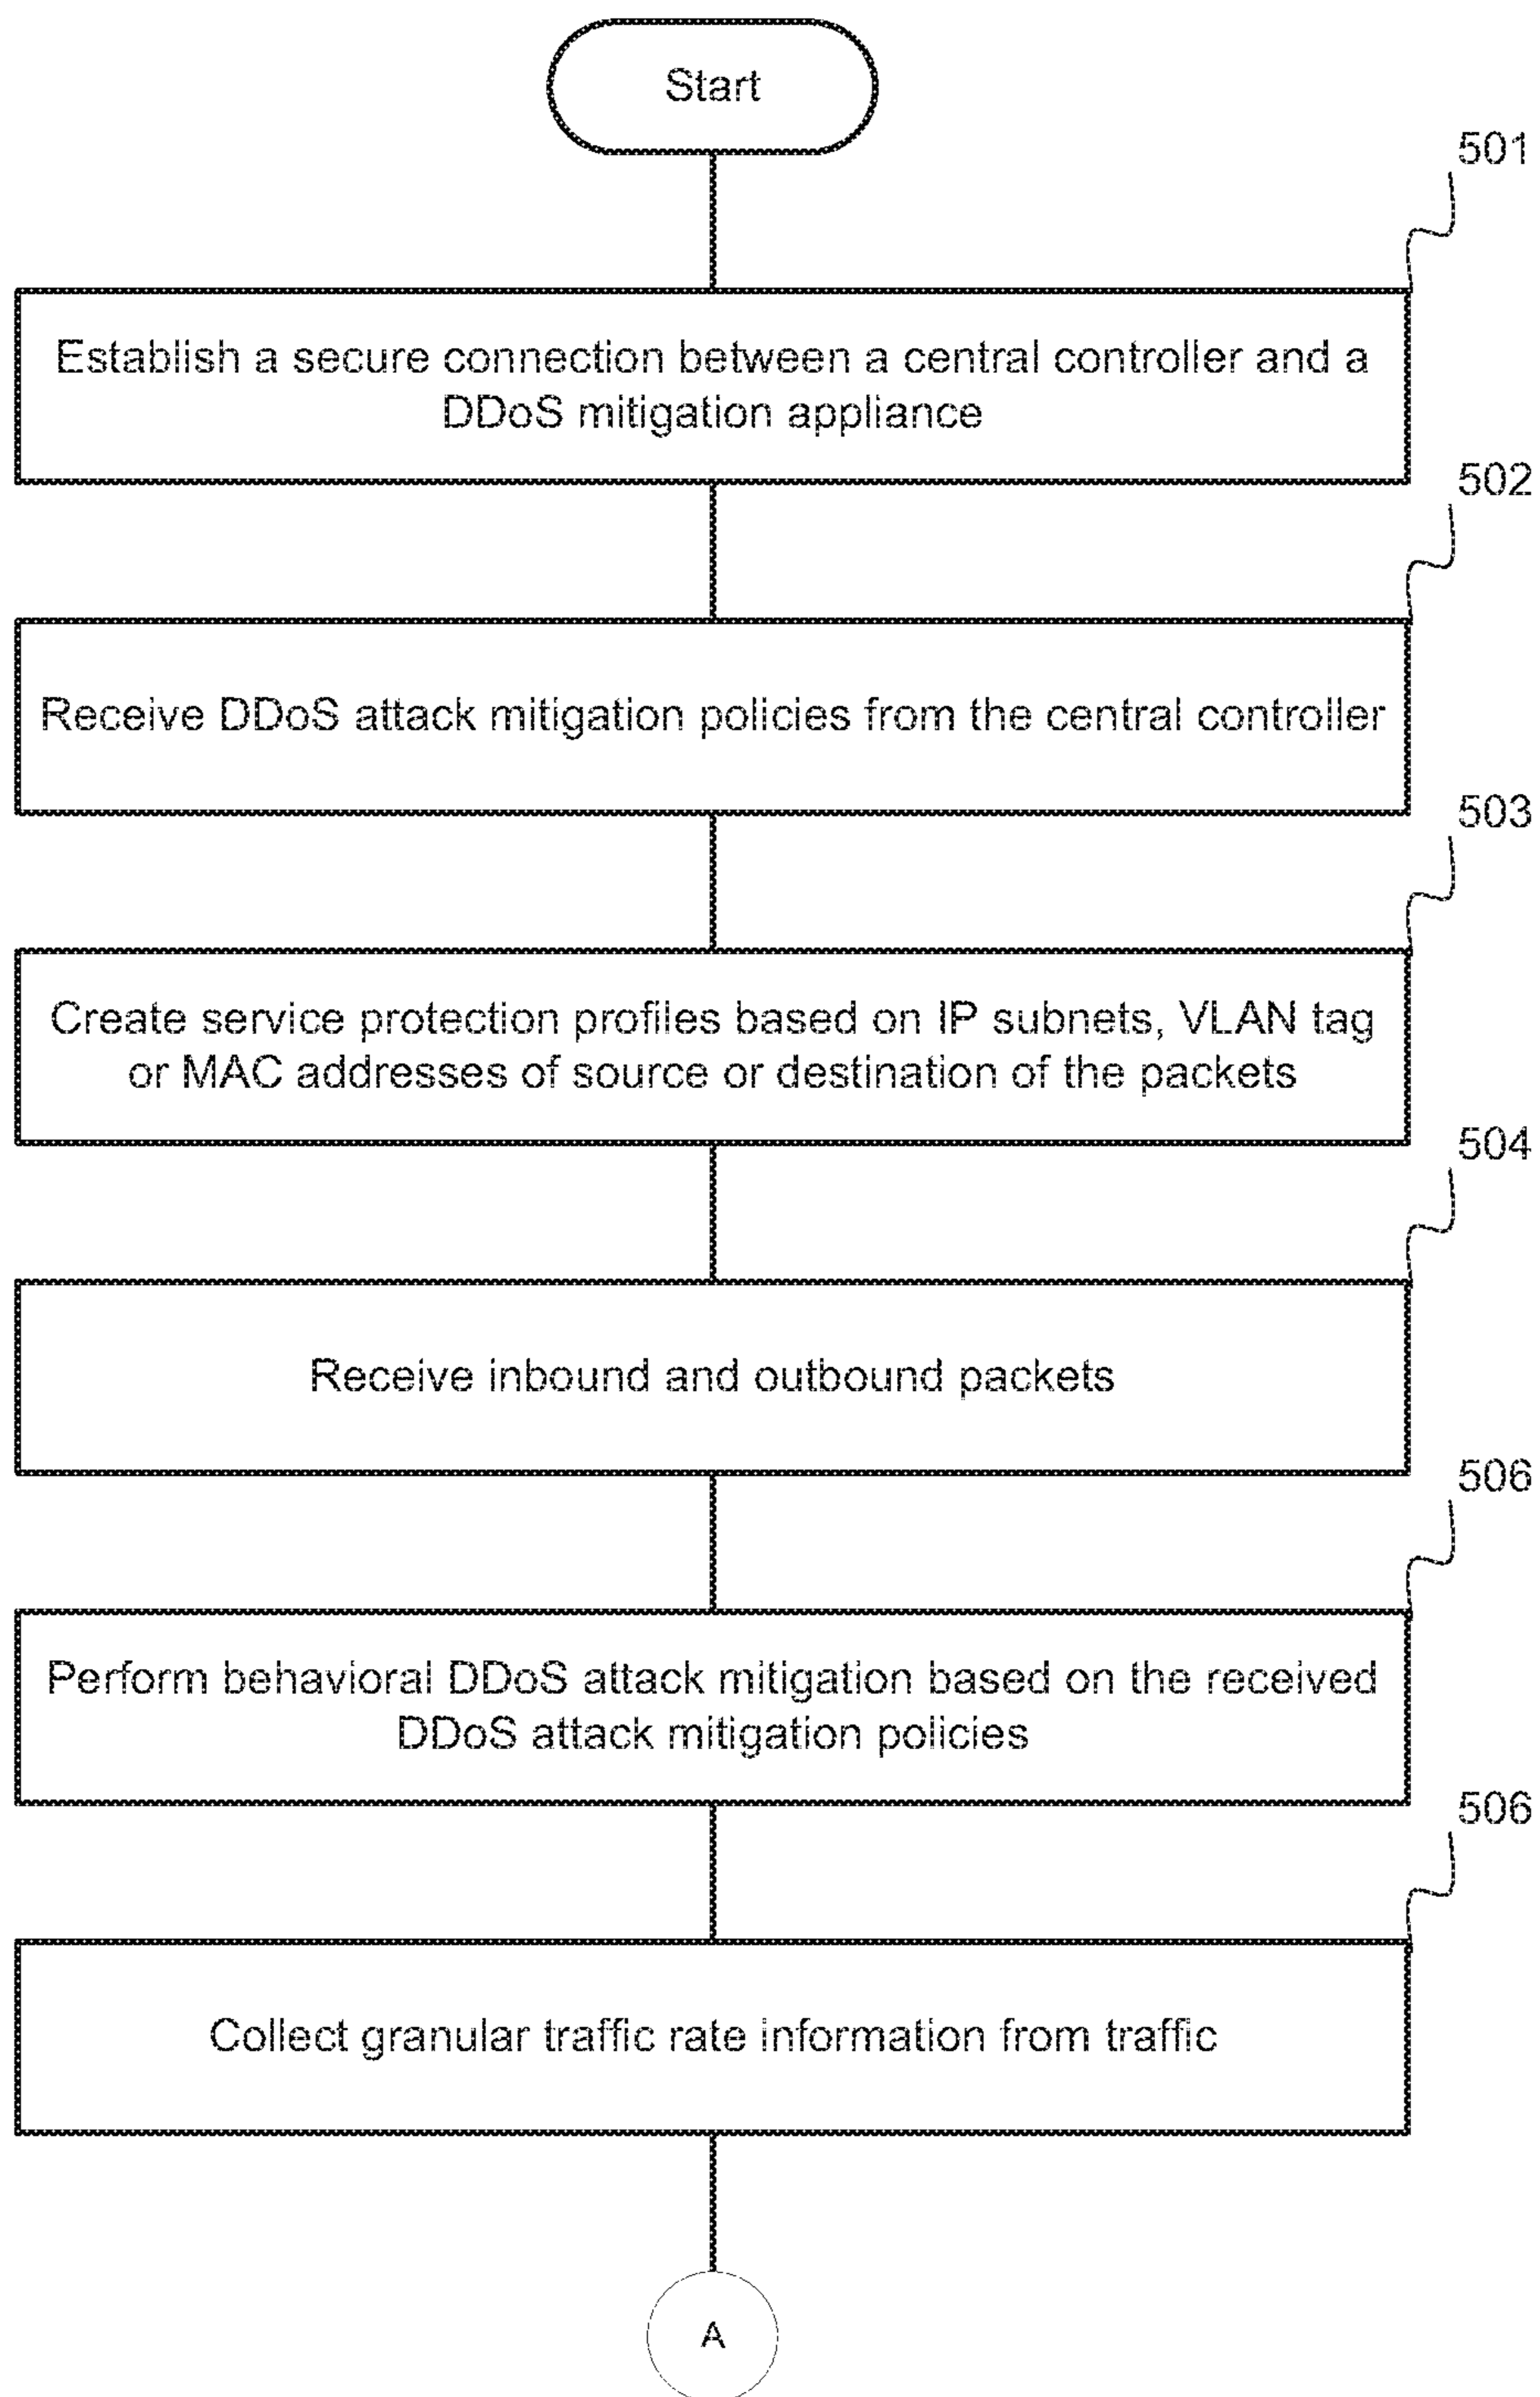 Start
501
Establish a secure connection between a central controller and a
DDoS mitigation appliance
502
Receive DDoS attack mitigation policies from the central controller
503
Create service protection profiles based on IP subnets, VLAN tag
or MAC addresses of source or destination of the packets
504
Receive inbound and outbound packets
506
Perform behavioral DDoS attack mitigation based on the received
DDoS attack mitigation policies
506
Collect granular traffic rate information from traffic
A